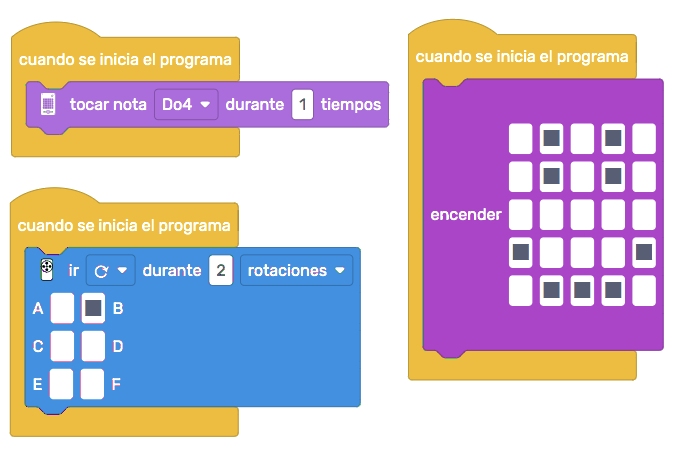 cuando se inicia el programa
tocar nota Do4 durante 1 tiempos
cuando se inicia el programa
ir durante 2 rotaciones
A B
C D
E F
cuando se inicia el programa
encender